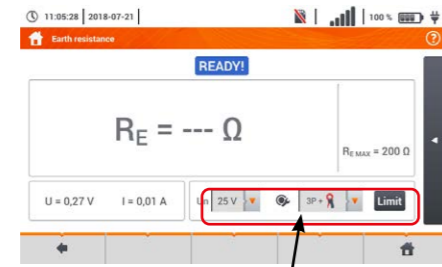 11:05:28 2018-07-21 100 %
Earth resistance ?
READY!
RE = --- Ω
RE MAX = 200 Ω
U = 0,27 V I = 0,01 A Un 25 V 3P + Limit